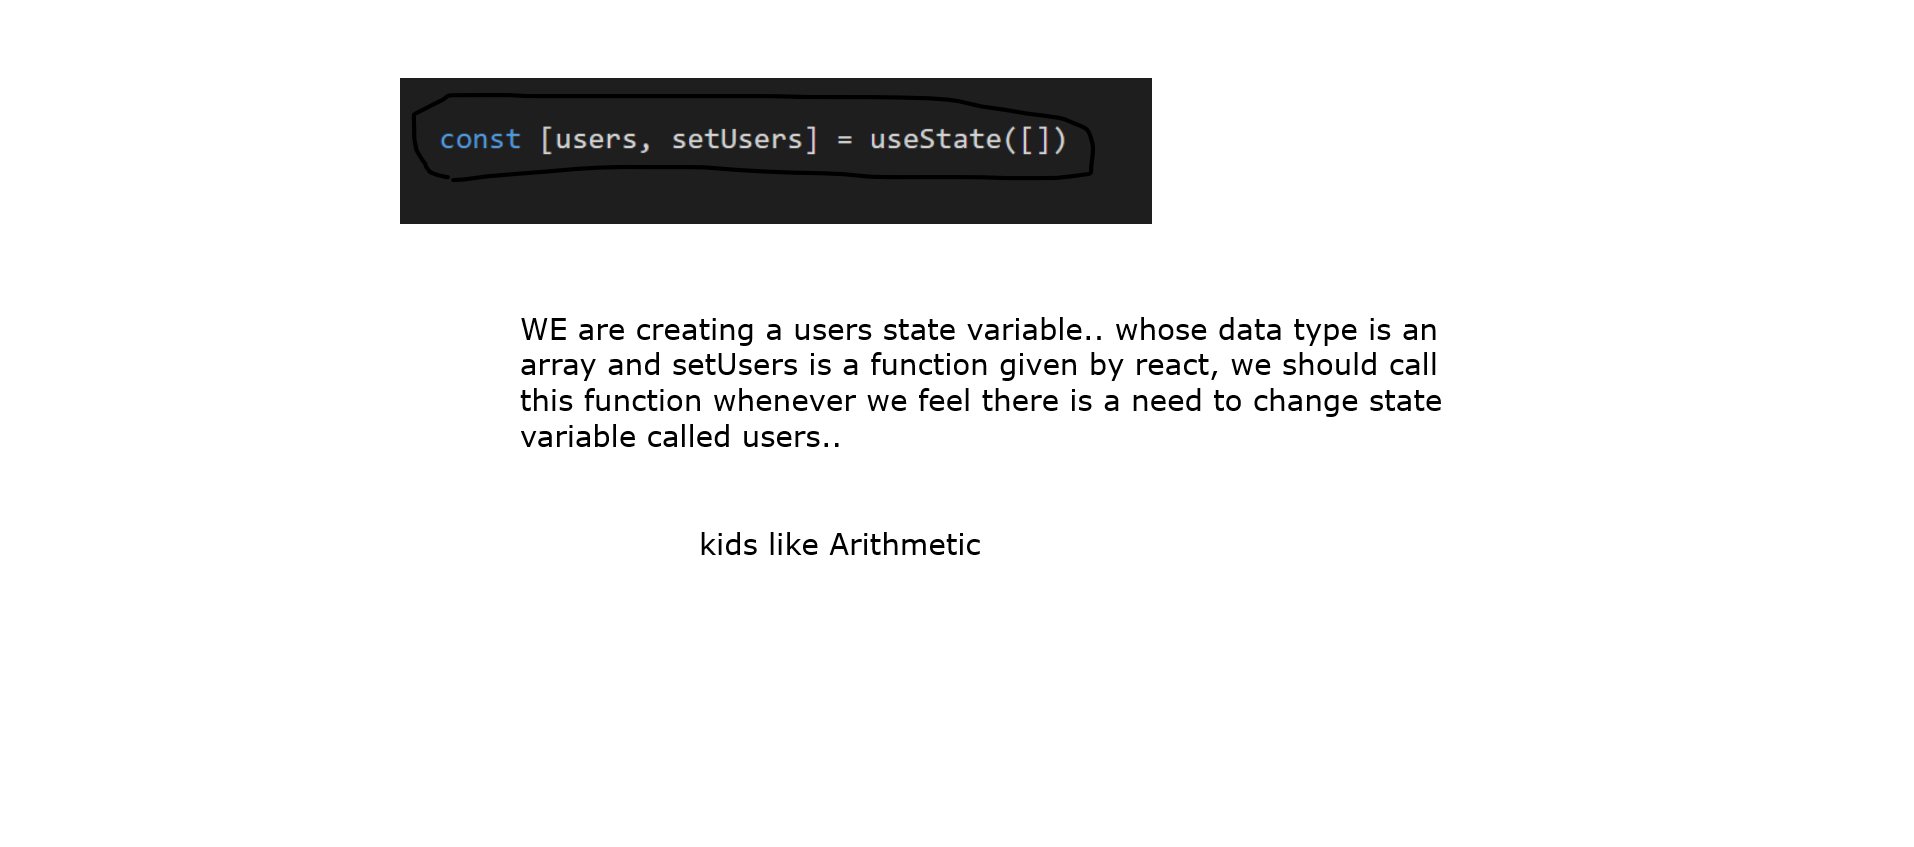 const [users, setUsers] = useState([])
WE are creating a users state variable.. whose data type is an
array and setUsers is a function given by react, we should call
this function whenever we feel there is a need to change state
variable called users..
kids like Arithmetic